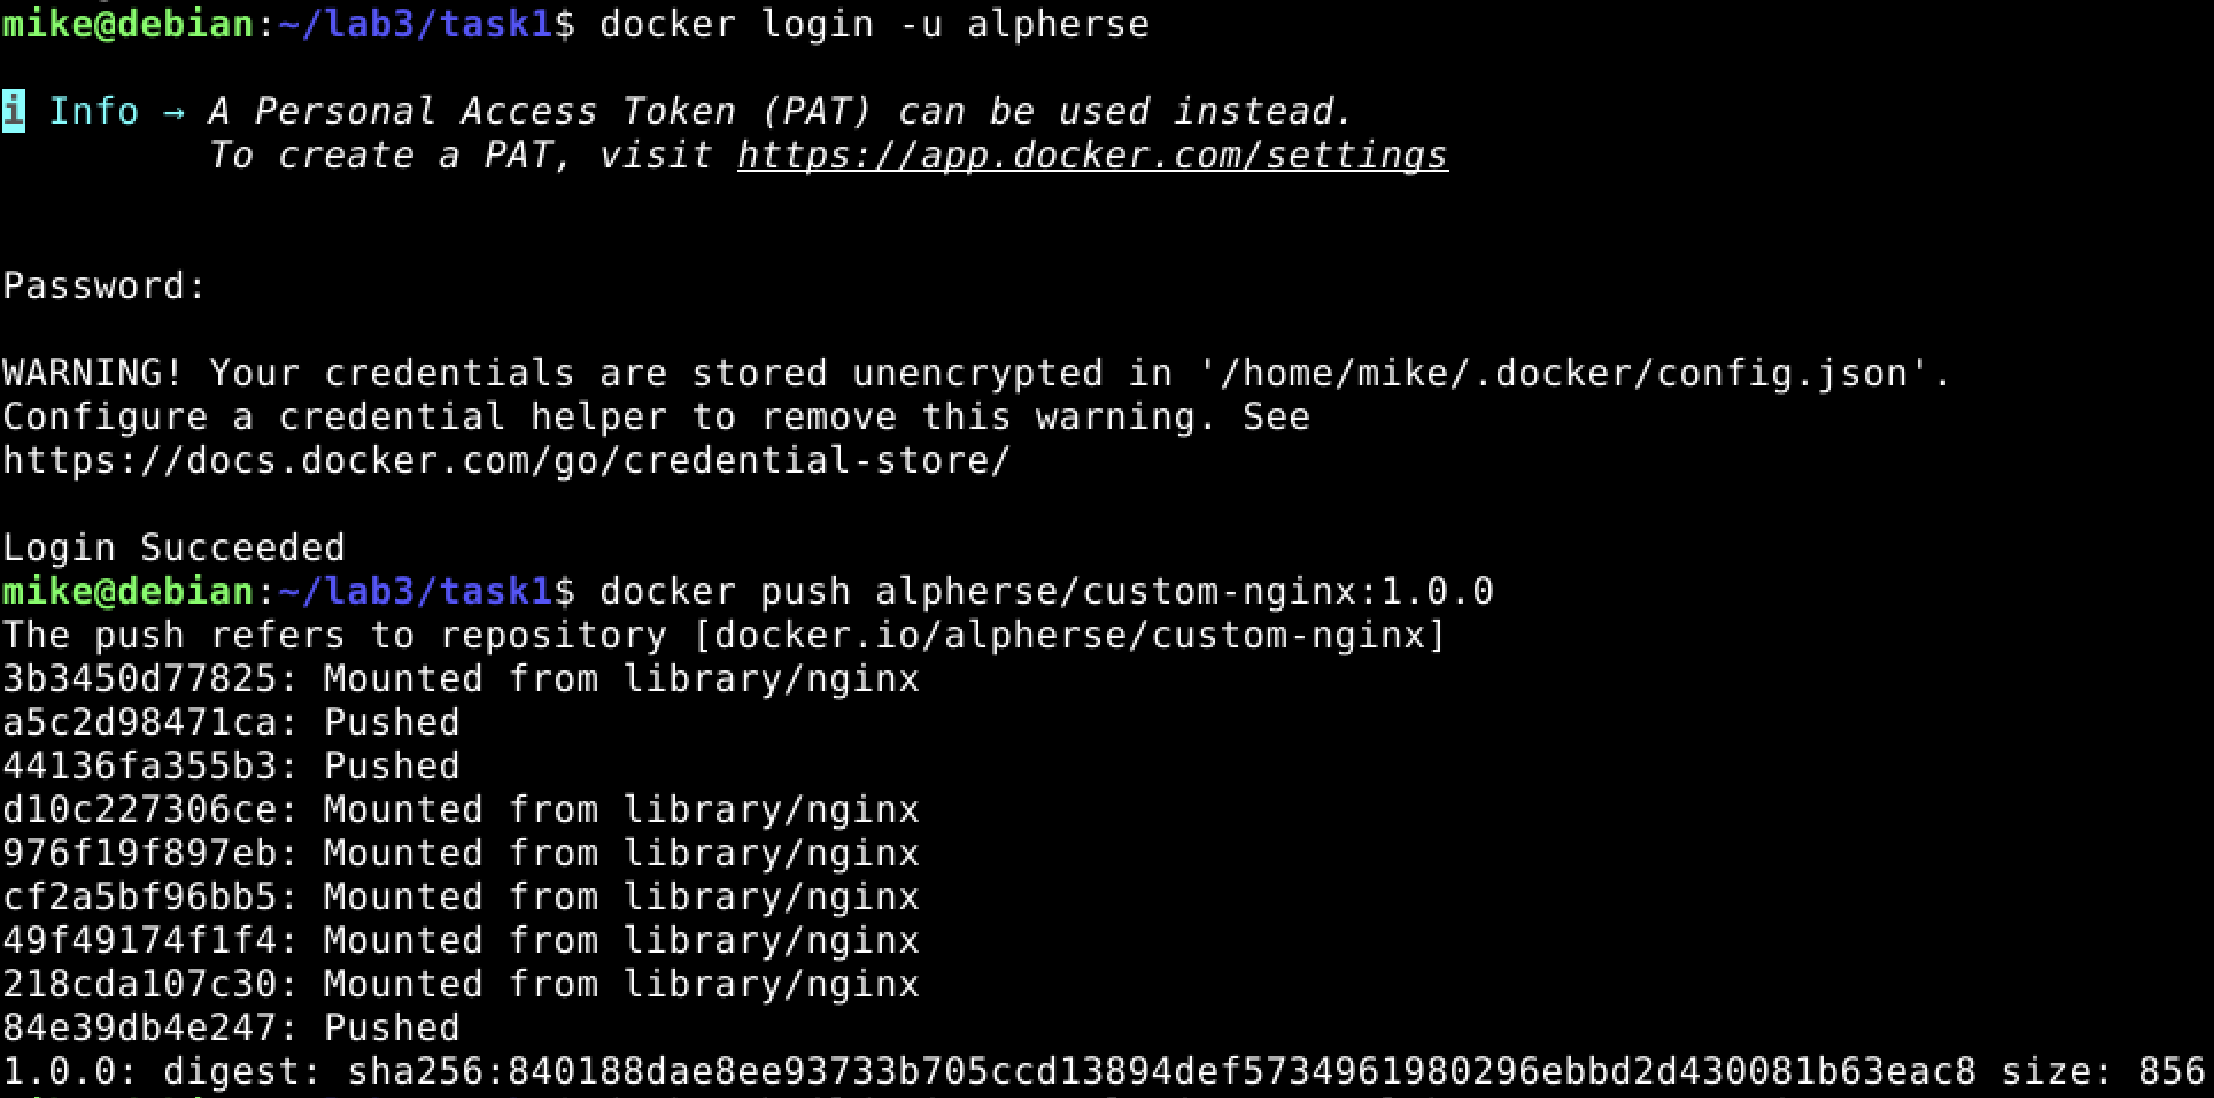 mike@debian:~/lab3/task1$ docker login -u alpherse
i Info → A Personal Access Token (PAT) can be used instead.
To create a PAT, visit https://app.docker.com/settings
Password:
WARNING! Your credentials are stored unencrypted in '/home/mike/.docker/config.json'.
Configure a credential helper to remove this warning. See
https://docs.docker.com/go/credential-store/
Login Succeeded
mike@debian:~/lab3/task1$ docker push alpherse/custom-nginx:1.0.0
The push refers to repository [docker.io/alpherse/custom-nginx]
3b3450d77825: Mounted from library/nginx
a5c2d98471ca: Pushed
44136fa355b3: Pushed
d10c227306ce: Mounted from library/nginx
976f19f897eb: Mounted from library/nginx
cf2a5bf96bb5: Mounted from library/nginx
49f49174f1f4: Mounted from library/nginx
218cda107c30: Mounted from library/nginx
84e39db4e247: Pushed
1.0.0: digest: sha256:840188dae8ee93733b705ccd13894def5734961980296ebbd2d430081b63eac8 size: 856